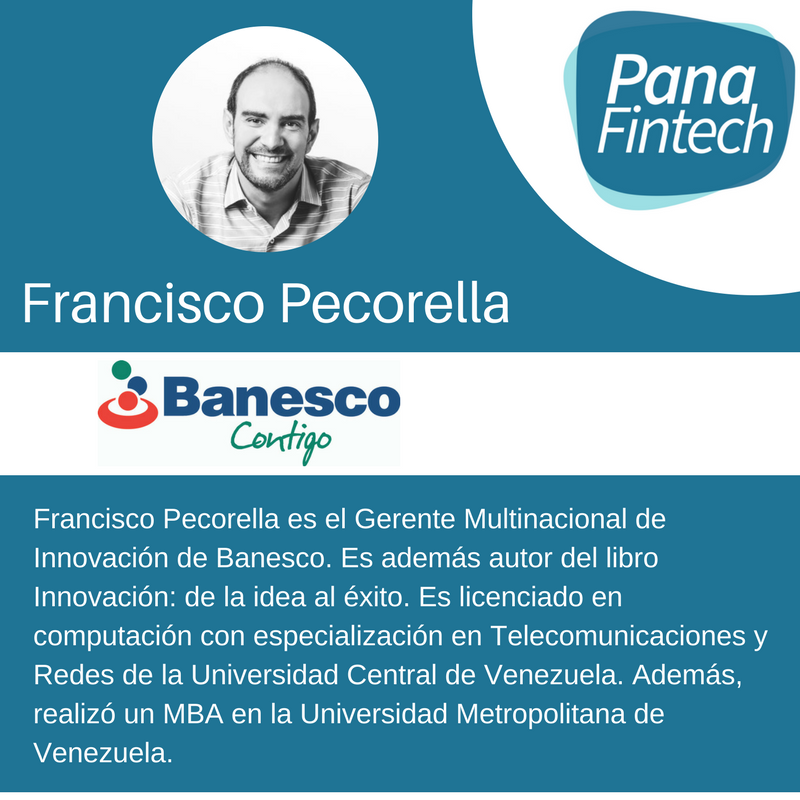 Pana
Fintech
Francisco Pecorella
Banesco
Contigo
Francisco Pecorella es el Gerente Multinacional de
Innovación de Banesco. Es además autor del libro
Innovación: de la idea al éxito. Es licenciado en
computación con especialización en Telecomunicaciones y
Redes de la Universidad Central de Venezuela. Además,
realizó un MBA en la Universidad Metropolitana de
Venezuela.